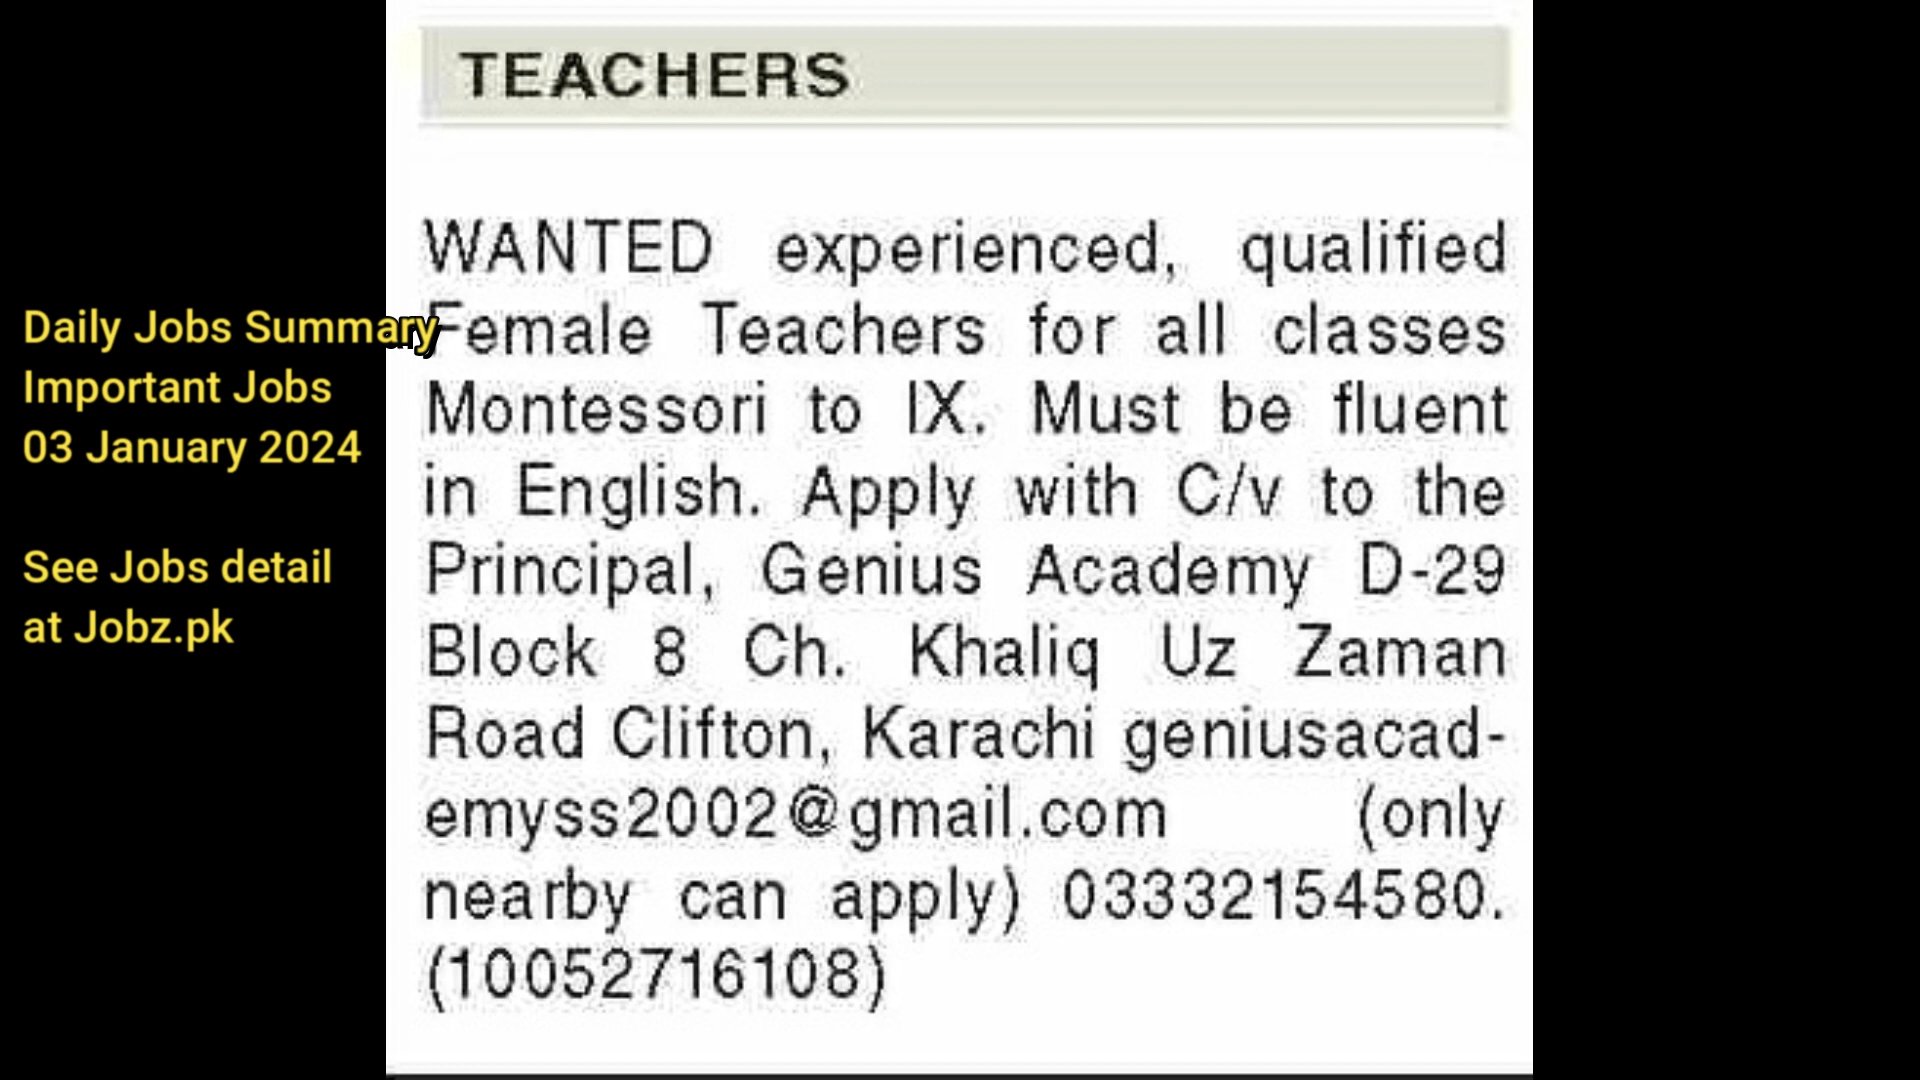 Daily Jobs Summary
Important Jobs
03 January 2024
See Jobs detail
at Jobz.pk
TEACHERS
WANTED experienced, qualified
Female Teachers for all classes
Montessori to IX. Must be fluent
in English. Apply with C/v to the
Principal, Genius Academy D-29
Block 8 Ch. Khaliq Uz Zaman
Road Clifton, Karachi geniusacad-
emyss2002@gmail.com (only
nearby can apply) 03332154580.
(10052716108)